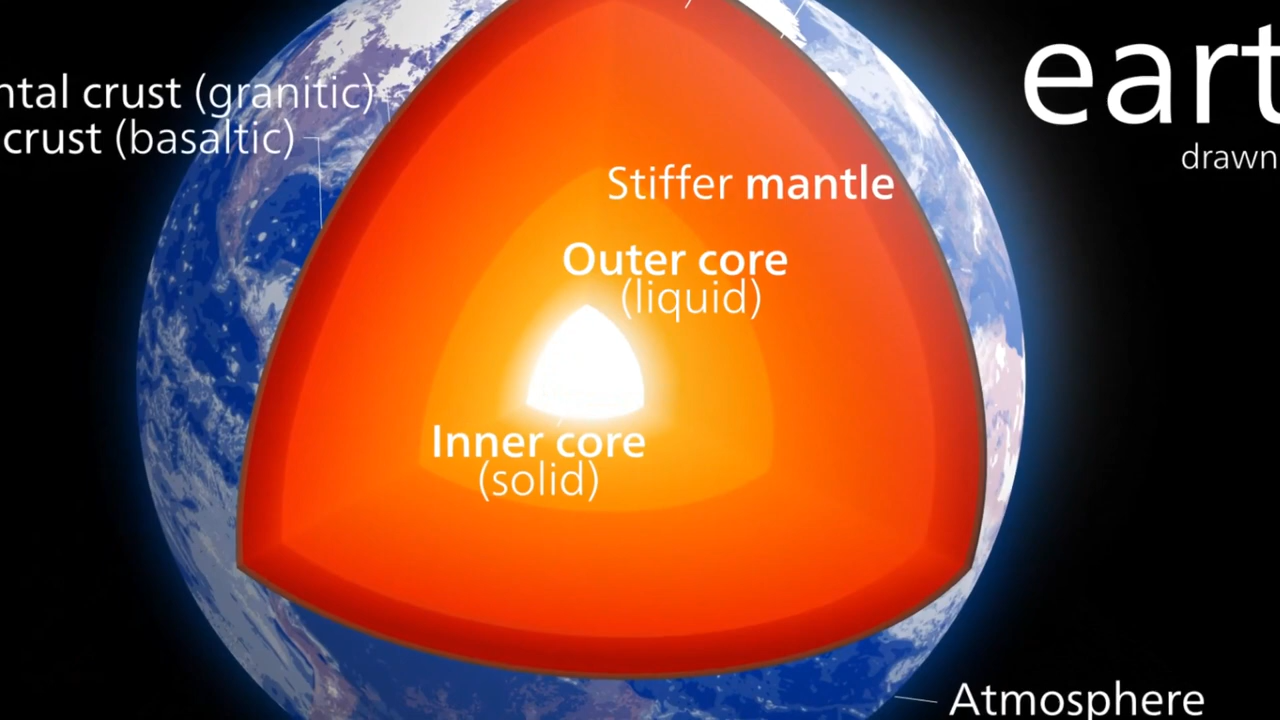 eart
drawn
ntal crust (granitic)
crust (basaltic)
Stiffer mantle
Outer core
(liquid)
Inner core
(solid)
Atmosphere